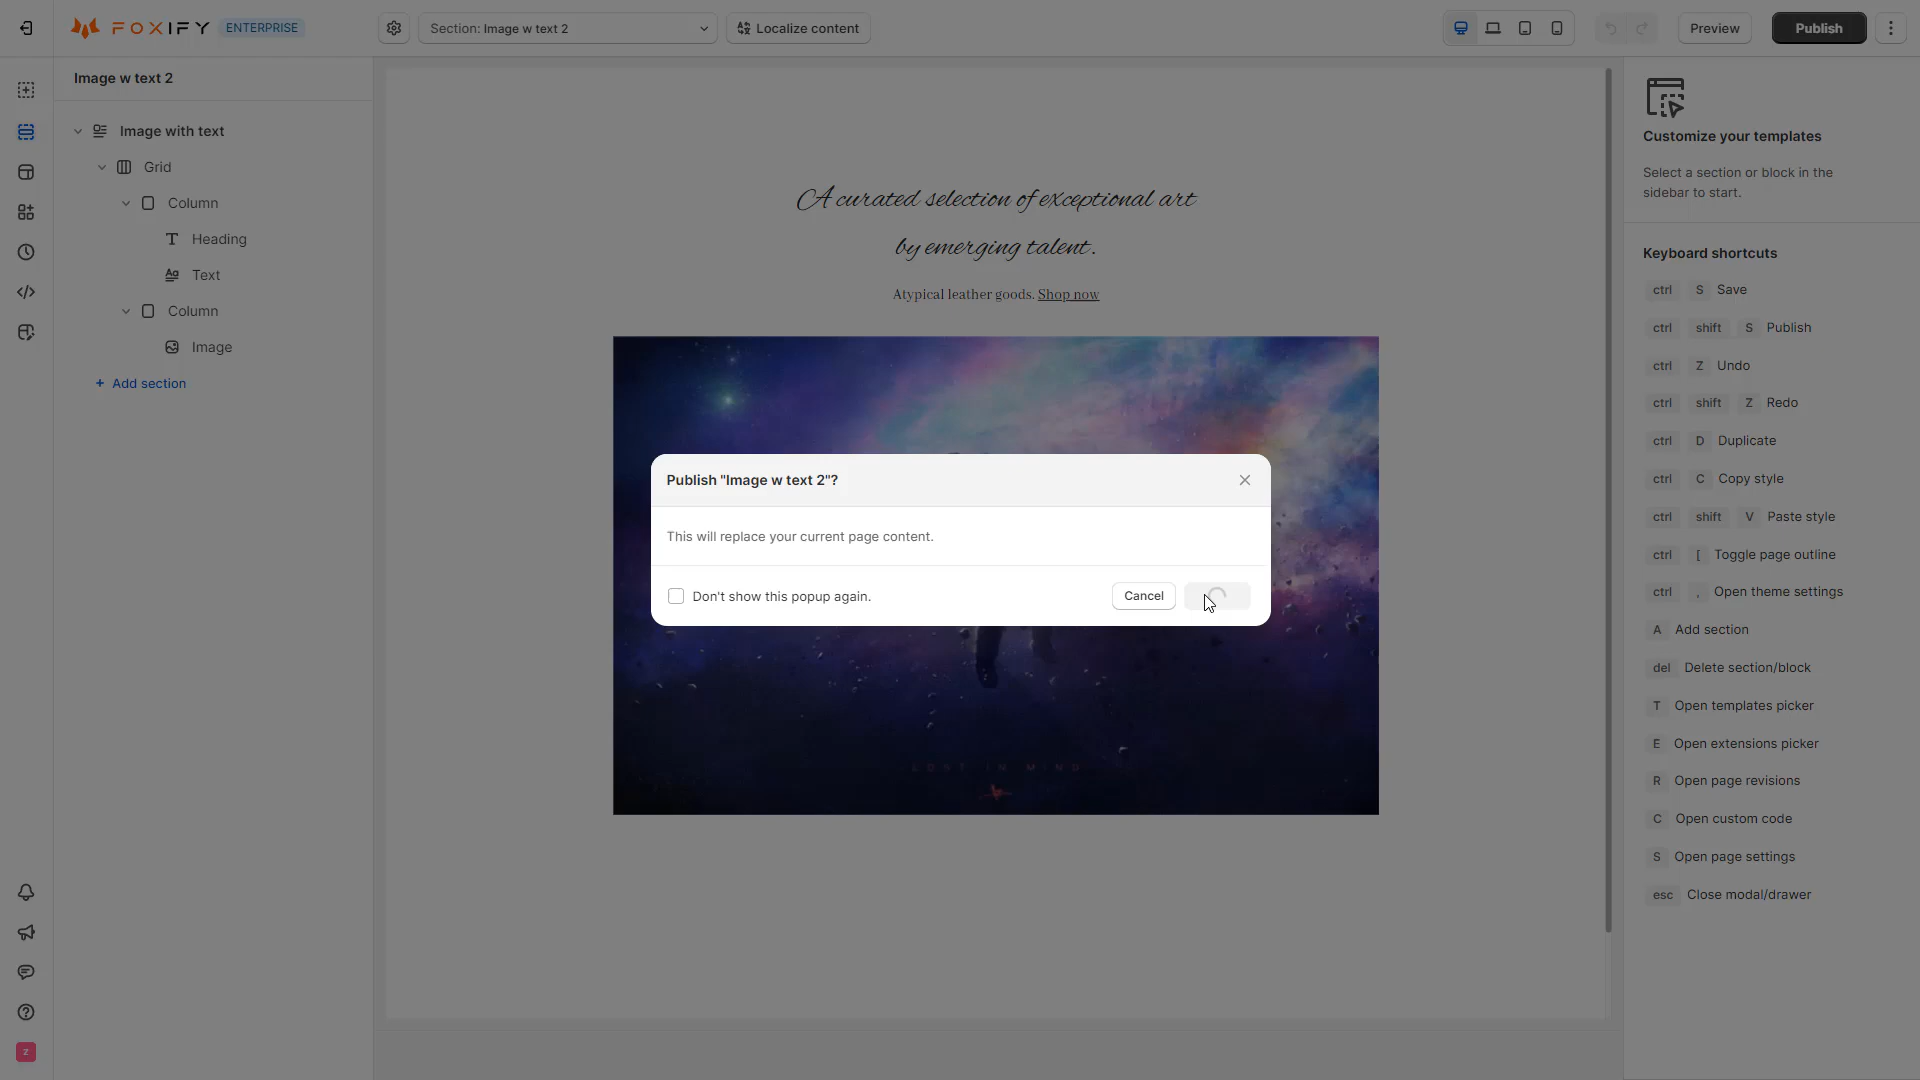 FOXIFY
ENTERPRISE
Section: Image w text 2
Localize content
Preview
Publish
Image w text 2
Image with text
Grid
Column
Heading
Text
Column
Image
+ Add section
A curated selection of exceptional art
by emerging talent.
Atypical leather goods. Shop now
LOST IN MIND
Publish "Image w text 2"?
This will replace your current page content.
Don't show this popup again.
Cancel
Customize your templates
Select a section or block in the
sidebar to start.
Keyboard shortcuts
ctrl S Save
ctrl shift S Publish
ctrl Z Undo
ctrl shift Z Redo
ctrl D Duplicate
ctrl C Copy style
ctrl shift V Paste style
ctrl [ Toggle page outline
ctrl , Open theme settings
A Add section
del Delete section/block
T Open templates picker
E Open extensions picker
R Open page revisions
C Open custom code
S Open page settings
esc Close modal/drawer
Z